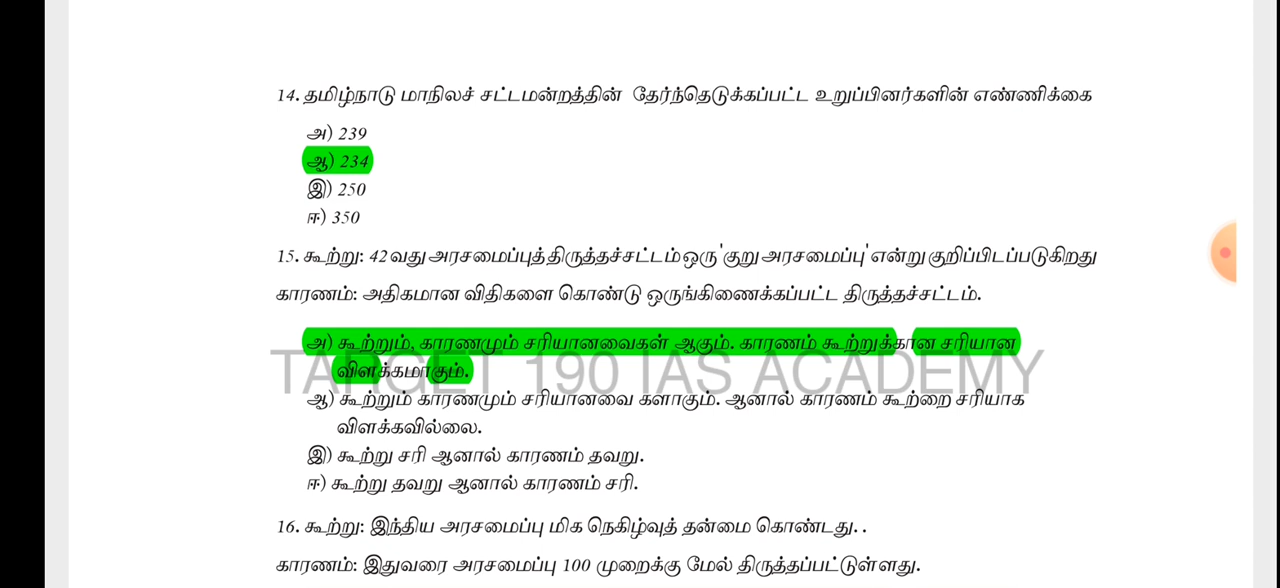 14. தமிழ்நாடு மாநிலச் சட்டமன்றத்தின் தேர்ந்தெடுக்கப்பட்ட உறுப்பினர்களின் எண்ணிக்கை
அ) 239
ஆ) 234
இ) 250
ஈ) 350
15. கூற்று: 42வது அரசமைப்புத்திருத்தச்சட்டம் ஒரு 'குறு அரசமைப்பு' என்று குறிப்பிடப்படுகிறது
காரணம்: அதிகமான விதிகளை கொண்டு ஒருங்கிணைக்கப்பட்ட திருத்தச்சட்டம்.
அ) கூற்றும், காரணமும் சரியானவைகள் ஆகும். காரணம் கூற்றுக்கான சரியான
விளக்கமாகும்.
TARGET 190 IAS ACADEMY
ஆ) கூற்றும் காரணமும் சரியானவை களாகும். ஆனால் காரணம் கூற்றை சரியாக
விளக்கவில்லை.
இ) கூற்று சரி ஆனால் காரணம் தவறு.
ஈ) கூற்று தவறு ஆனால் காரணம் சரி.
16. கூற்று: இந்திய அரசமைப்பு மிக நெகிழ்வுத் தன்மை கொண்டது. .
காரணம்: இதுவரை அரசமைப்பு 100 முறைக்கு மேல் திருத்தப்பட்டுள்ளது.